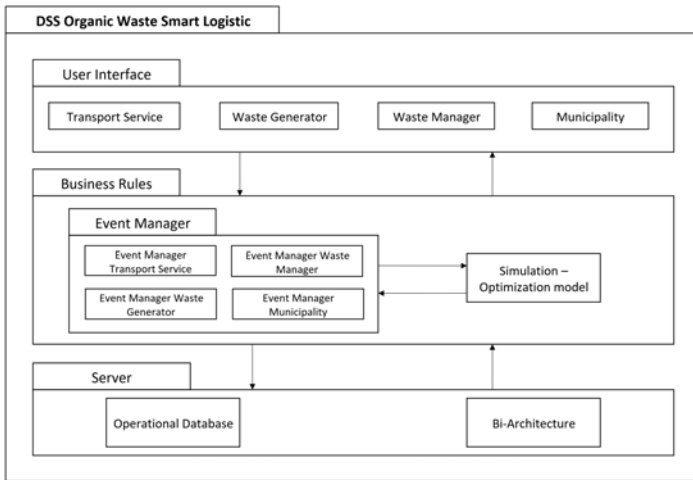 DSS Organic Waste Smart Logistic
User Interface
Transport Service
Waste Generator
Waste Manager
Municipality
Business Rules
Event Manager
Event Manager
Transport Service
Event Manager Waste
Manager
Event Manager Waste
Generator
Event Manager
Municipality
Simulation –
Optimization model
Server
Operational Database
Bi-Architecture